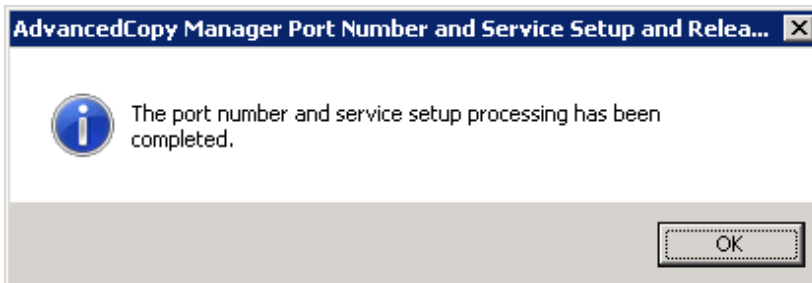 AdvancedCopy Manager Port Number and Service Setup and Relea...
The port number and service setup processing has been
completed.
OK